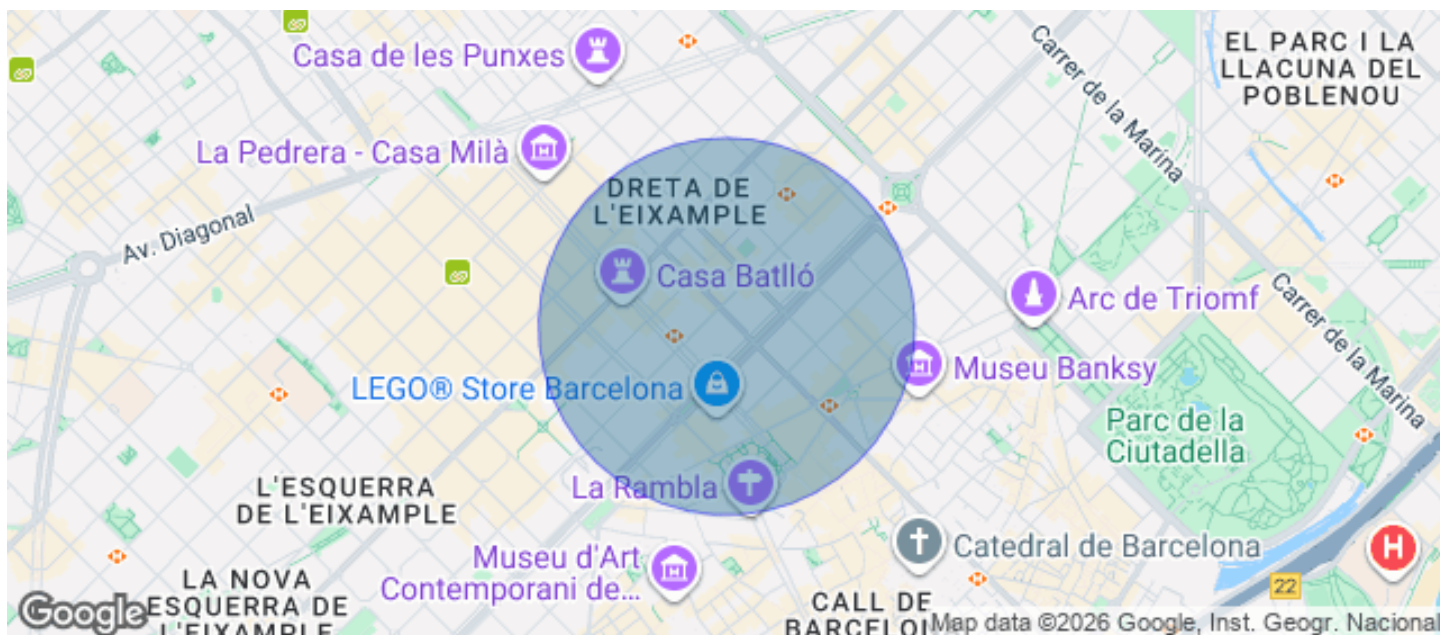 Casa de les Punxes
EL PARC I LA
LLACUNA DEL
POBLENOU
Carrer de la Marina
La Pedrera - Casa Milà
DRETA DE
L'EIXAMPLE
Av. Diagonal
Casa Batlló
Arc de Triomf
Carrer de la Marina
Museu Banksy
LEGO® Store Barcelona
Parc de la
Ciutadella
L'ESQUERRA
DE L'EIXAMPLE
La Rambla
Catedral de Barcelona
H
Museu d'Art
Contemporani de...
22
LA NOVA
ESQUERRA DE
L'EIXAMPLE
CALL DE
Google
Map data ©2026 Google, Inst. Geogr. Nacional